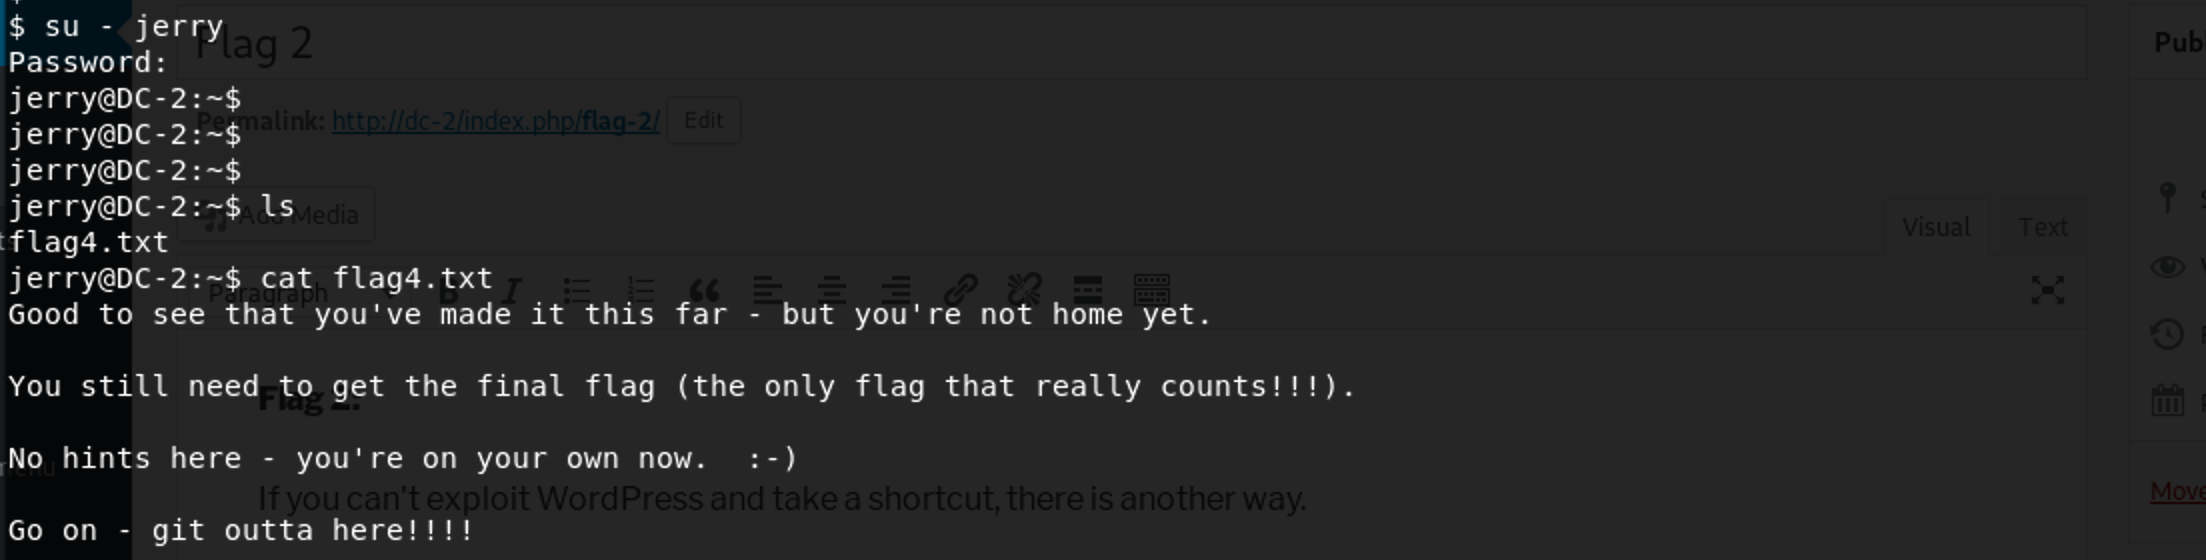 $ su - jerry
Flag 2
Pub
Password:
jerry@DC-2:~$
Permalink: http://dc-2/index.php/flag-2/ Edit
jerry@DC-2:~$
jerry@DC-2:~$
jerry@DC-2:~$ ls
Add Media
Visual Text
flag4.txt
jerry@DC-2:~$ cat flag4.txt
Paragraph
Good to see that you've made it this far - but you're not home yet.
You still need to get the final flag (the only flag that really counts!!!).
Flag 2:
No hints here - you're on your own now.  :-)
If you can't exploit WordPress and take a shortcut, there is another way.
Move
Go on - git outta here!!!!